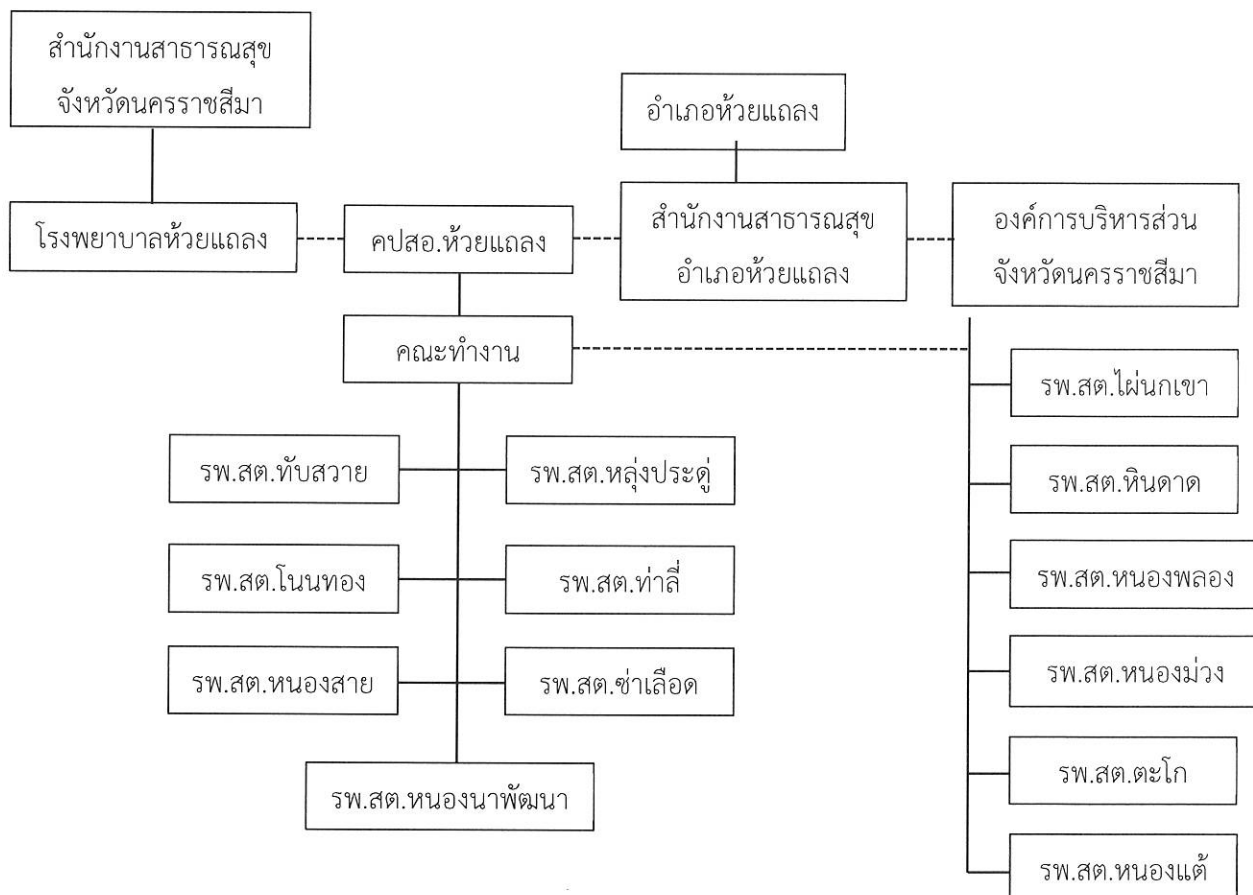 สำนักงานสาธารณสุข
จังหวัดนครราชสีมา
อำเภอห้วยแถลง
โรงพยาบาลห้วยแถลง
คปสอ.ห้วยแถลง
สำนักงานสาธารณสุข
อำเภอห้วยแถลง
องค์การบริหารส่วน
จังหวัดนครราชสีมา
คณะทำงาน
รพ.สต.ไผ่นกเขา
รพ.สต.ทับสวาย
รพ.สต.หลุ่งประดู่
รพ.สต.หินดาด
รพ.สต.โนนทอง
รพ.สต.ท่าลี่
รพ.สต.หนองพลอง
รพ.สต.หนองสาย
รพ.สต.ซ่าเลือด
รพ.สต.หนองม่วง
รพ.สต.หนองนาพัฒนา
รพ.สต.ตะโก
รพ.สต.หนองแต้